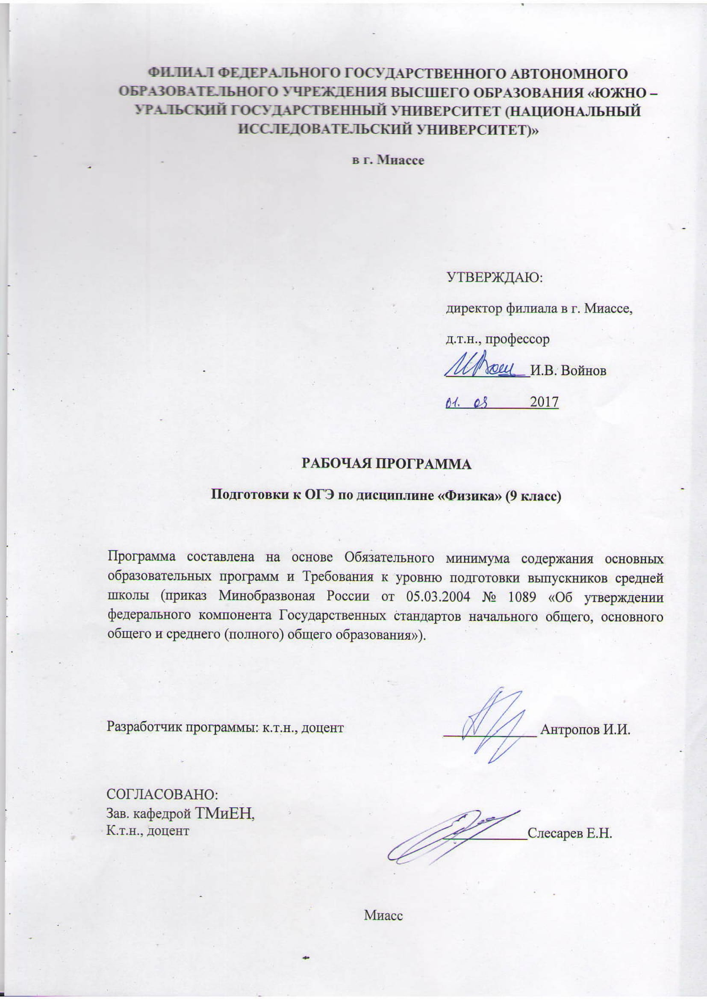 ФИЛИАЛ ФЕДЕРАЛЬНОГО ГОСУДАРСТВЕННОГО АВТОНОМНОГО
ОБРАЗОВАТЕЛЬНОГО УЧРЕЖДЕНИЯ ВЫСШЕГО ОБРАЗОВАНИЯ «ЮЖНО –
УРАЛЬСКИЙ ГОСУДАРСТВЕННЫЙ УНИВЕРСИТЕТ (НАЦИОНАЛЬНЫЙ
ИССЛЕДОВАТЕЛЬСКИЙ УНИВЕРСИТЕТ)»
в г. Миассе
УТВЕРЖДАЮ:
директор филиала в г. Миассе,
д.т.н., профессор
И.В. Войнов
01. 2017
РАБОЧАЯ ПРОГРАММА
Подготовки к ОГЭ по дисциплине «Физика» (9 класс)
Программа составлена на основе Обязательного минимума содержания основных
образовательных программ и Требования к уровню подготовки выпускников средней
школы (приказ Минобразвоная России от 05.03.2004 № 1089 «Об утверждении
федерального компонента Государственных стандартов начального общего, основного
общего и среднего (полного) общего образования»).
Разработчик программы: к.т.н., доцент Антропов И.И.
СОГЛАСОВАНО:
Зав. кафедрой ТМиЕН,
К.т.н., доцент Слесарев Е.Н.
Миасс